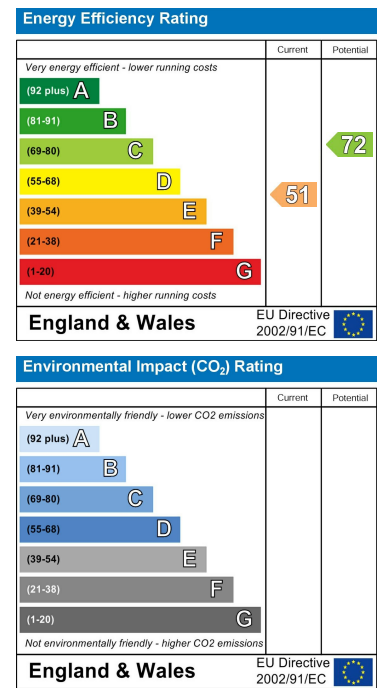 Energy Efficiency Rating
Current Potential
Very energy efficient - lower running costs
(92 plus) A
(81-91) B
(69-80) C
(55-68) D
(39-54) E
(21-38) F
(1-20) G
72
51
Not energy efficient - higher running costs
England & Wales
EU Directive
2002/91/EC
Environmental Impact (CO₂) Rating
Current Potential
Very environmentally friendly - lower CO2 emissions
(92 plus) A
(81-91) B
(69-80) C
(55-68) D
(39-54) E
(21-38) F
(1-20) G
Not environmentally friendly - higher CO2 emissions
England & Wales
EU Directive
2002/91/EC